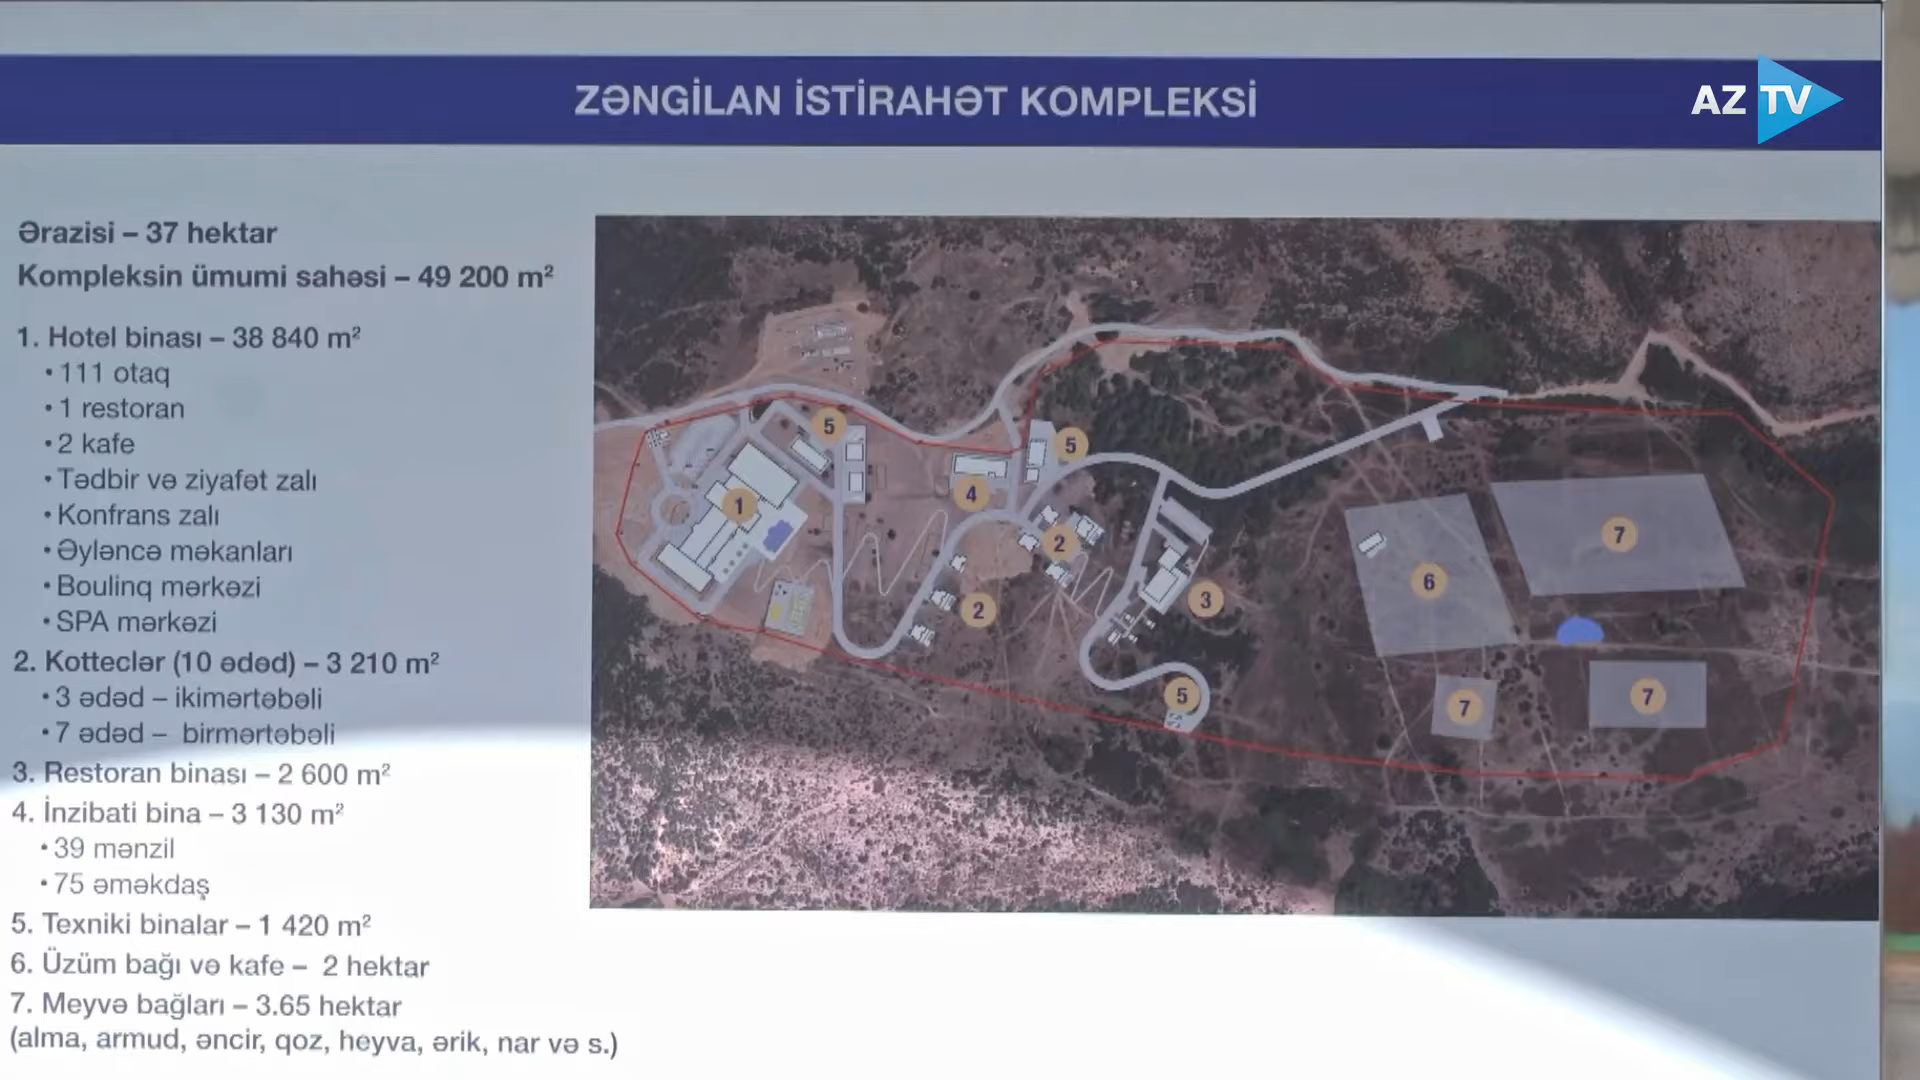 ZƏNGİLAN İSTİRAHƏT KOMPLEKSİ
AZ TV
Ərazisi – 37 hektar
Kompleksin ümumi sahəsi – 49 200 m²
1. Hotel binası – 38 840 m²
• 111 otaq
• 1 restoran
• 2 kafe
• Tədbir və ziyafət zalı
• Konfrans zalı
• Əyləncə məkanları
• Boulinq mərkəzi
• SPA mərkəzi
2. Kotteclər (10 ədəd) – 3 210 m²
• 3 ədəd – ikimərtəbəli
• 7 ədəd – birmərtəbəli
3. Restoran binası – 2 600 m²
4. İnzibati bina – 3 130 m²
• 39 mənzil
• 75 əməkdaş
5. Texniki binalar – 1 420 m²
6. Üzüm bağı və kafe – 2 hektar
7. Meyvə bağları – 3.65 hektar
(alma, armud, əncir, qoz, heyva, ərik, nar və s.)
5
5
4
1
2
7
6
3
2
5
7
7